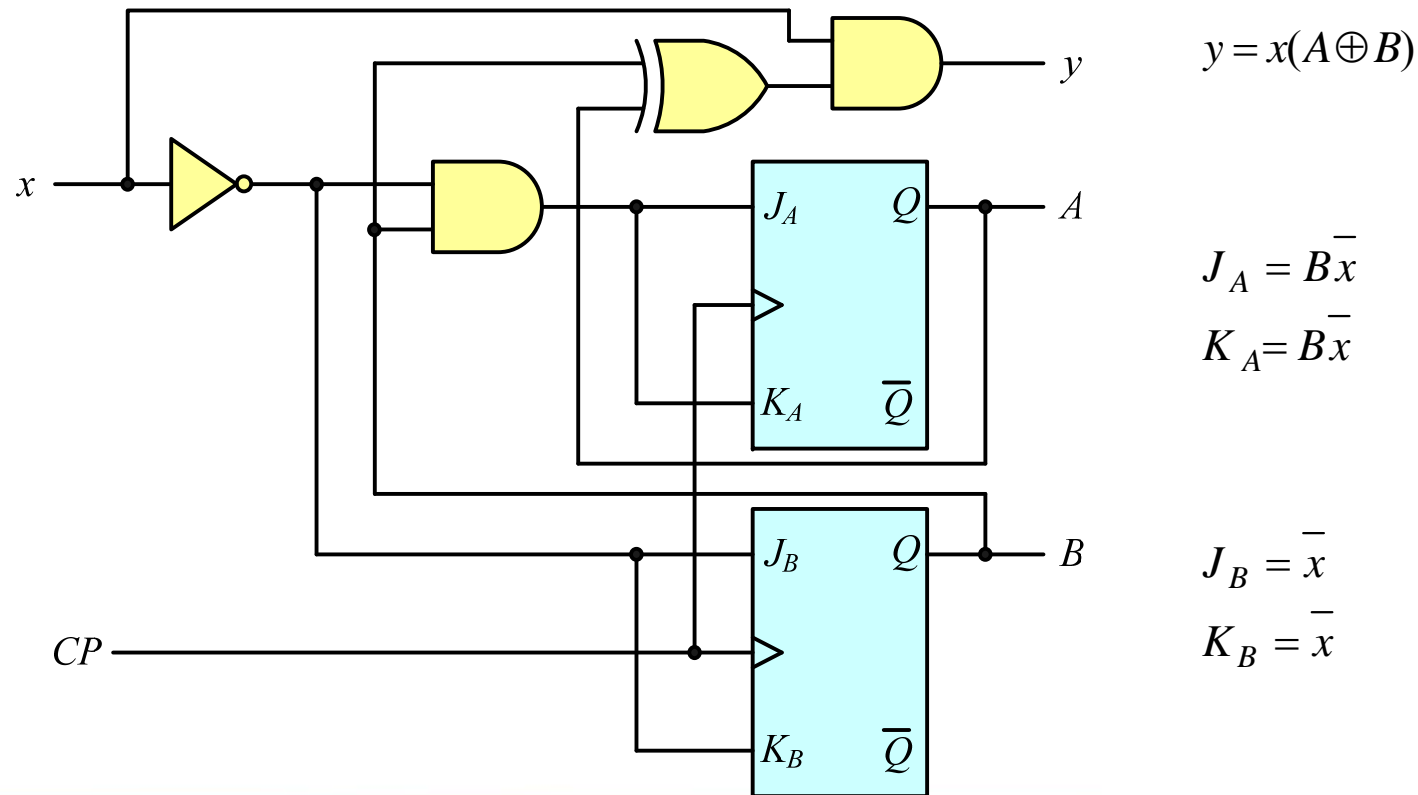 y
y = x(A⊕B)
x
J_A Q A
J_A = Bx̅
K_A = Bx̅
K_A Q̅
J_B Q B
J_B = x̅
CP
K_B = x̅
K_B Q̅